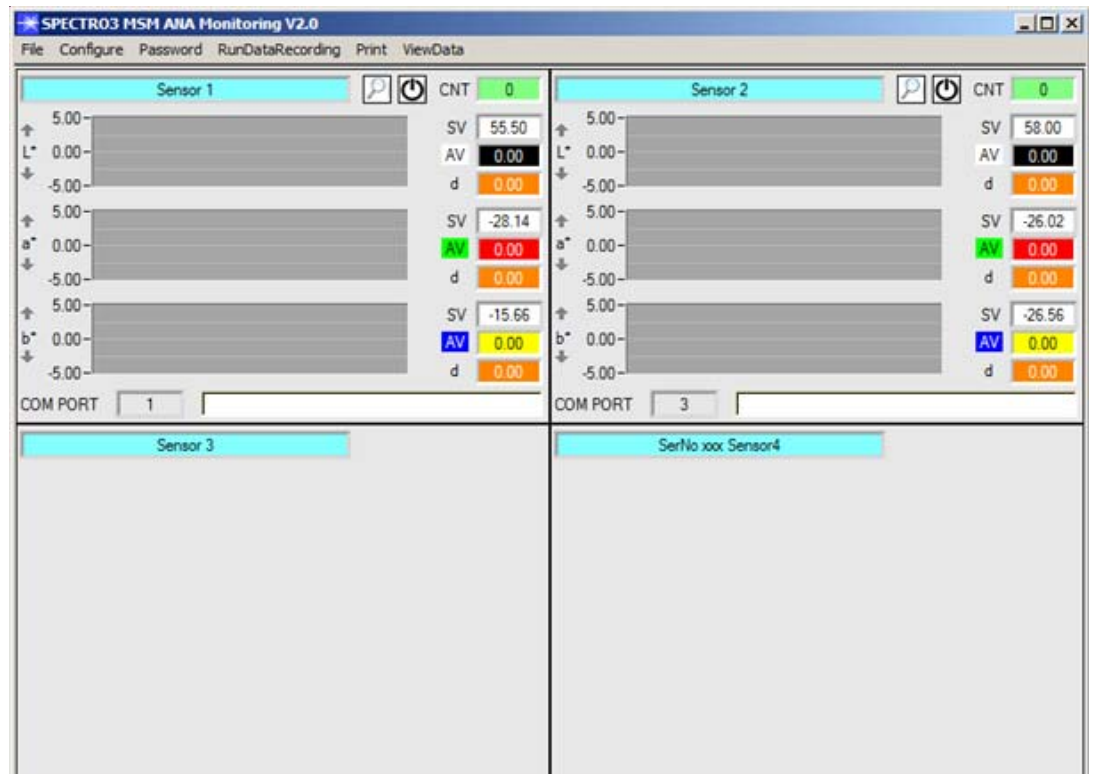 SPECTRO3 MSM ANA Monitoring V2.0
File Configure Password RunDataRecording Print ViewData
Sensor 1 CNT 0
5.00 SV 55.50
L* 0.00 AV 0.00
-5.00 d 0.00
5.00 SV -28.14
a* 0.00 AV 0.00
-5.00 d 0.00
5.00 SV -15.66
b* 0.00 AV 0.00
-5.00 d 0.00
COM PORT 1
Sensor 2 CNT 0
5.00 SV 58.00
L* 0.00 AV 0.00
-5.00 d 0.00
5.00 SV -26.02
a* 0.00 AV 0.00
-5.00 d 0.00
5.00 SV -26.56
b* 0.00 AV 0.00
-5.00 d 0.00
COM PORT 3
Sensor 3
SerNo xxx Sensor4